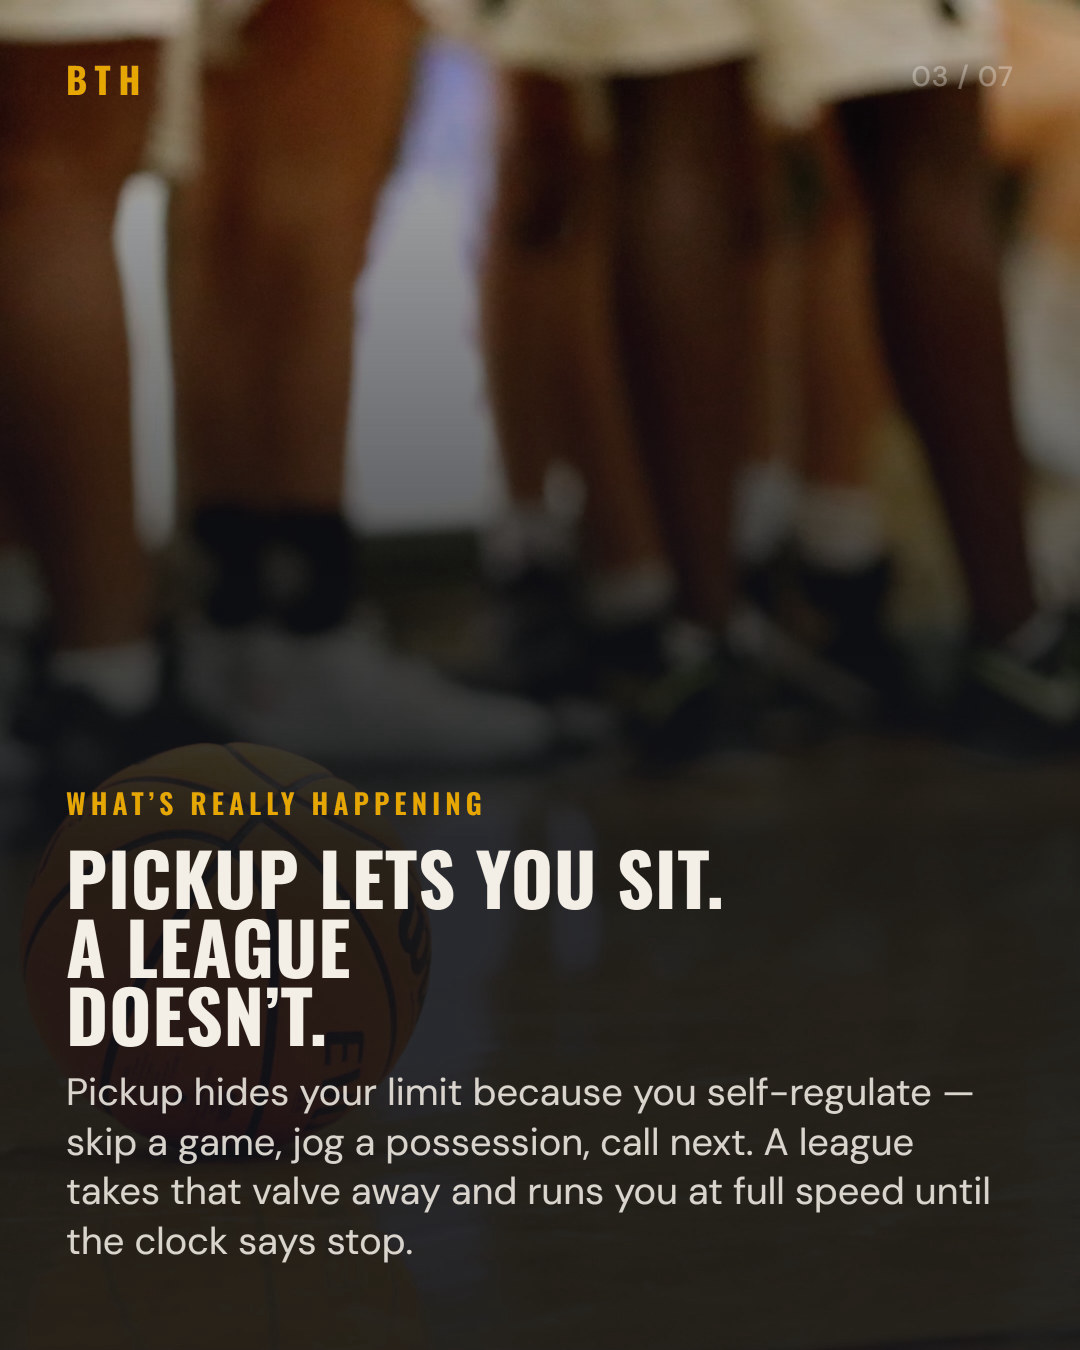 BTH
03 / 07
WHAT’S REALLY HAPPENING
PICKUP LETS YOU SIT.
A LEAGUE
DOESN’T.
Pickup hides your limit because you self-regulate —
skip a game, jog a possession, call next. A league
takes that valve away and runs you at full speed until
the clock says stop.